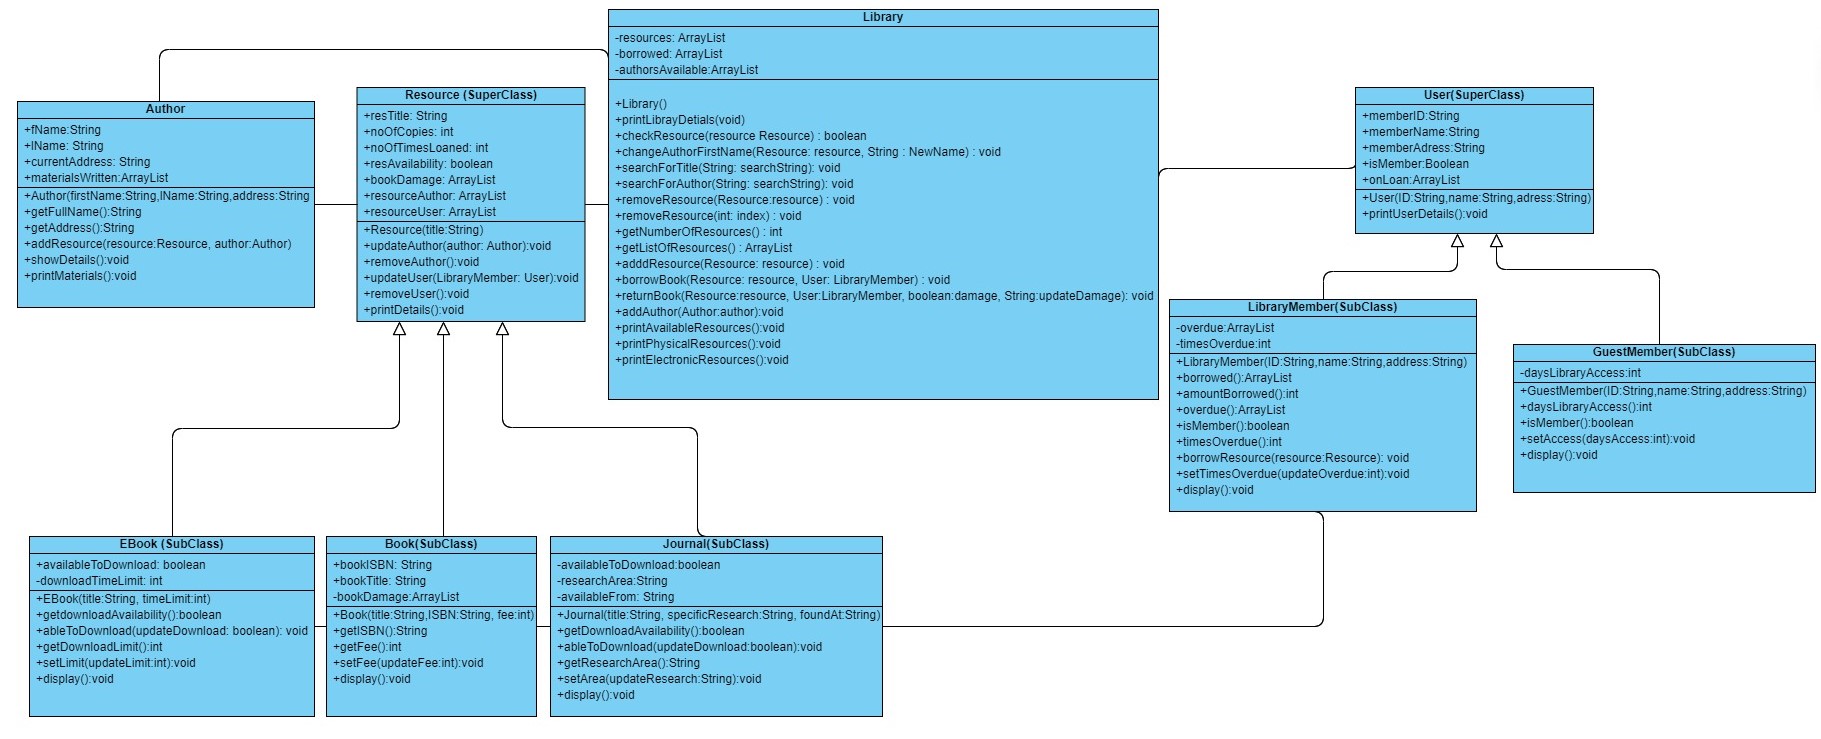 Library
-resources: ArrayList
-borrowed: ArrayList
-authorsAvailable:ArrayList
+Library()
+printLibrayDetials(void)
+checkResource(resource Resource) : boolean
+changeAuthorFirstName(Resource: resource, String : NewName) : void
+searchForTitle(String: searchString): void
+searchForAuthor(String: searchString): void
+removeResource(Resource:resource) : void
+removeResource(int: index) : void
+getNumberOfResources() : int
+getListOfResources() : ArrayList
+adddResource(Resource: resource) : void
+borrowBook(Resource: resource, User: LibraryMember) : void
+returnBook(Resource:resource, User:LibraryMember, boolean:damage, String:updateDamage): void
+addAuthor(Author:author):void
+printAvailableResources():void
+printPhysicalResources():void
+printElectronicResources():void
Author
+fName:String
+lName: String
+currentAddress: String
+materialsWritten:ArrayList
+Author(firstName:String,lName:String,address:String
+getFullName():String
+getAddress():String
+addResource(resource:Resource, author:Author)
+showDetails():void
+printMaterials():void
Resource (SuperClass)
+resTitle: String
+noOfCopies: int
+noOfTimesLoaned: int
+resAvailability: boolean
+bookDamage: ArrayList
+resourceAuthor: ArrayList
+resourceUser: ArrayList
+Resource(title:String)
+updateAuthor(author: Author):void
+removeAuthor():void
+updateUser(LibraryMember: User):void
+removeUser():void
+printDetails():void
User(SuperClass)
+memberID:String
+memberName:String
+memberAdress:String
+isMember:Boolean
+onLoan:ArrayList
+User(ID:String,name:String,adress:String)
+printUserDetails():void
LibraryMember(SubClass)
-overdue:ArrayList
-timesOverdue:int
+LibraryMember(ID:String,name:String,address:String)
+borrowed():ArrayList
+amountBorrowed():int
+overdue():ArrayList
+isMember():boolean
+timesOverdue():int
+borrowResource(resource:Resource): void
+setTimesOverdue(updateOverdue:int):void
+display():void
GuestMember(SubClass)
-daysLibraryAccess:int
+GuestMember(ID:String,name:String,address:String)
+daysLibraryAccess():int
+isMember():boolean
+setAccess(daysAccess:int):void
+display():void
EBook (SubClass)
+availableToDownload: boolean
-downloadTimeLimit: int
+EBook(title:String, timeLimit:int)
+getdownloadAvailability():boolean
+ableToDownload(updateDownload: boolean): void
+getDownloadLimit():int
+setLimit(updateLimit:int):void
+display():void
Book(SubClass)
+bookISBN: String
+bookTitle: String
-bookDamage:ArrayList
+Book(title:String,ISBN:String, fee:int)
+getISBN():String
+getFee():int
+setFee(updateFee:int):void
+display():void
Journal(SubClass)
-availableToDownload:boolean
-researchArea:String
-availableFrom: String
+Journal(title:String, specificResearch:String, foundAt:String)
+getDownloadAvailability():boolean
+ableToDownload(updateDownload:boolean):void
+getResearchArea():String
+setArea(updateResearch:String):void
+display():void